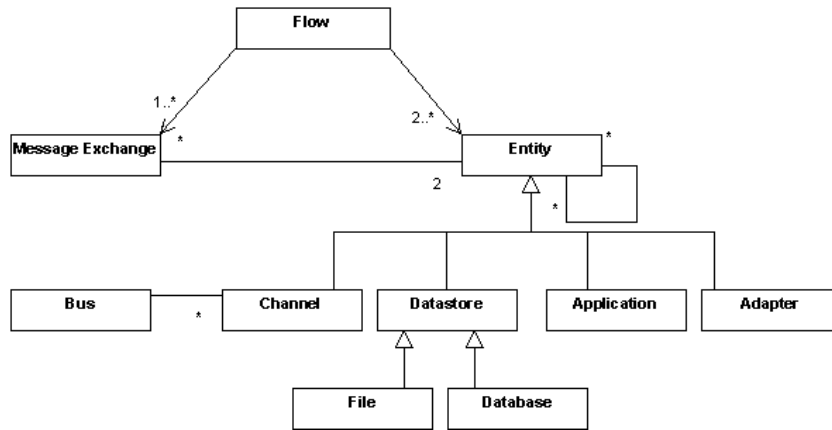 Flow
1..*
2..*
Message Exchange
*
Entity
*
2
*
Bus
*
Channel
Datastore
Application
Adapter
File
Database